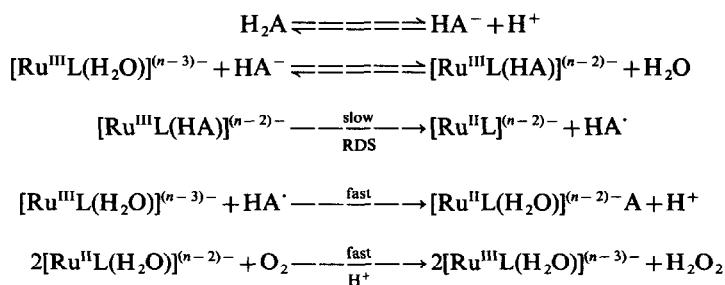 H₂A ⇌ HA⁻ + H⁺
[RuᴵᴵᴵL(H₂O)]⁽ⁿ⁻³⁾⁻ + HA⁻ ⇌ [RuᴵᴵᴵL(HA)]⁽ⁿ⁻²⁾⁻ + H₂O
[RuᴵᴵᴵL(HA)]⁽ⁿ⁻²⁾⁻ —slow RDS→ [RuᴵᴵL]⁽ⁿ⁻²⁾⁻ + HA˙
[RuᴵᴵᴵL(H₂O)]⁽ⁿ⁻³⁾⁻ + HA˙ —fast→ [RuᴵᴵL(H₂O)]⁽ⁿ⁻²⁾⁻A + H⁺
2[RuᴵᴵL(H₂O)]⁽ⁿ⁻²⁾⁻ + O₂ —fast H⁺→ 2[RuᴵᴵᴵL(H₂O)]⁽ⁿ⁻³⁾⁻ + H₂O₂